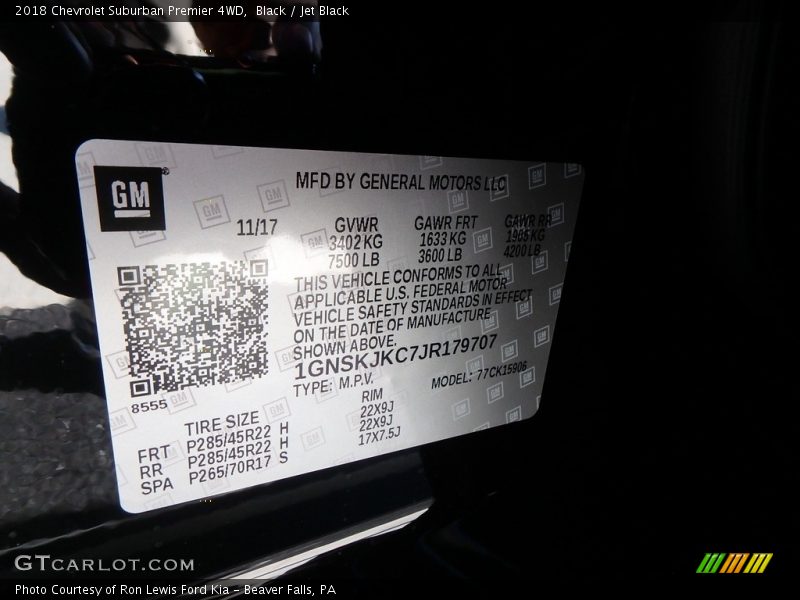 2018 Chevrolet Suburban Premier 4WD, Black / Jet Black
GM
MFD BY GENERAL MOTORS LLC
11/17
GVWR GAWR FRT GAWR RR
3402 KG 1633 KG 1905 KG
7500 LB 3600 LB 4200 LB
THIS VEHICLE CONFORMS TO ALL
APPLICABLE U.S. FEDERAL MOTOR
VEHICLE SAFETY STANDARDS IN EFFECT
ON THE DATE OF MANUFACTURE
SHOWN ABOVE.
1GNSKJKC7JR179707
TYPE: M.P.V. MODEL: 77CK15906
8555
TIRE SIZE RIM
FRT P285/45R22 H 22X9J
RR P285/45R22 H 22X9J
SPA P265/70R17 S 17X7.5J
GTCARLOT.COM
Photo Courtesy of Ron Lewis Ford Kia – Beaver Falls, PA